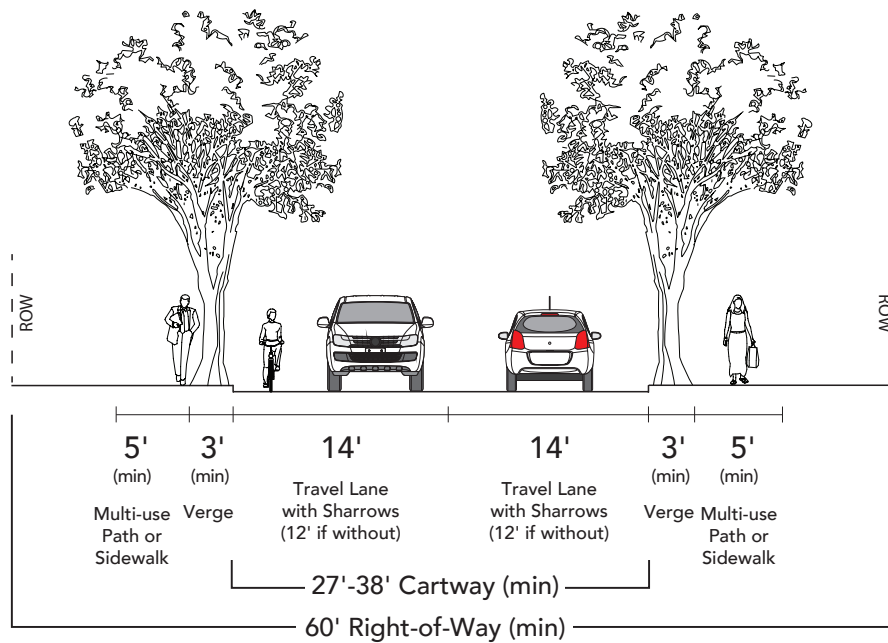 ROW
ROW
5'
(min)
Multi-use
Path or
Sidewalk
3'
(min)
Verge
14'
Travel Lane
with Sharrows
(12' if without)
14'
Travel Lane
with Sharrows
(12' if without)
3'
(min)
Verge
5'
(min)
Multi-use
Path or
Sidewalk
27'-38' Cartway (min)
60' Right-of-Way (min)